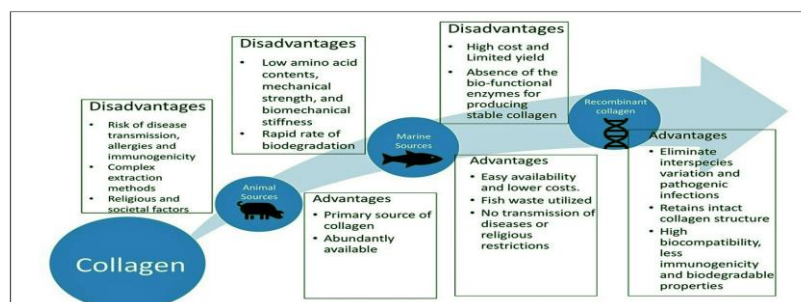 Disadvantages
• Risk of disease
transmission,
allergies and
immunogenicity
• Complex
extraction
methods
• Religious and
societal factors
Disadvantages
• Low amino acid
contents,
mechanical
strength, and
biomechanical
stiffness
• Rapid rate of
biodegradation
Disadvantages
• High cost and
Limited yield
• Absence of the
bio-functional
enzymes for
producing
stable collagen
Collagen
Animal
Sources
Marine
Sources
Recombinant
collagen
Advantages
• Primary source of
collagen
• Abundantly
available
Advantages
• Easy availability
and lower costs.
• Fish waste utilized
• No transmission of
diseases or
religious
restrictions
Advantages
• Eliminate
interspecies
variation and
pathogenic
infections
• Retains intact
collagen structure
• High
biocompatibility,
less
immunogenicity
and biodegradable
properties